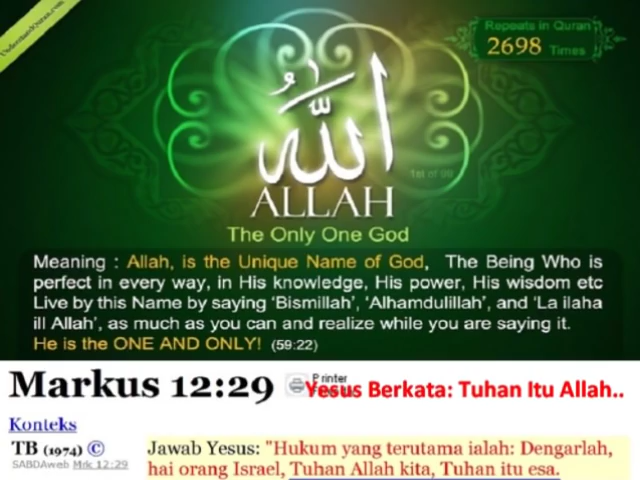 UnderstandQuran.com
Repeats in Quran
2698 Times
الله
1st of 99
ALLAH
The Only One God
Meaning : Allah, is the Unique Name of God, The Being Who is
perfect in every way, in His knowledge, His power, His wisdom etc
Live by this Name by saying 'Bismillah', 'Alhamdulillah', and 'La ilaha
ill Allah', as much as you can and realize while you are saying it.
He is the ONE AND ONLY! (59:22)
Markus 12:29 Printer
Yesus Berkata: Tuhan Itu Allah..
Konteks
TB (1974) © Jawab Yesus: "Hukum yang terutama ialah: Dengarlah,
SABDAweb Mrk 12:29 hai orang Israel, Tuhan Allah kita, Tuhan itu esa.